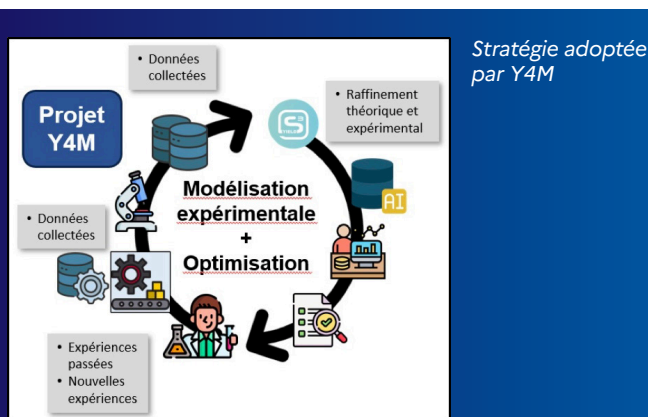 Stratégie adoptée
par Y4M
Projet
Y4M
• Données
collectées
• Raffinement
théorique et
expérimental
AI
Modélisation
expérimentale
+
Optimisation
• Données
collectées
• Expériences
passées
• Nouvelles
expériences